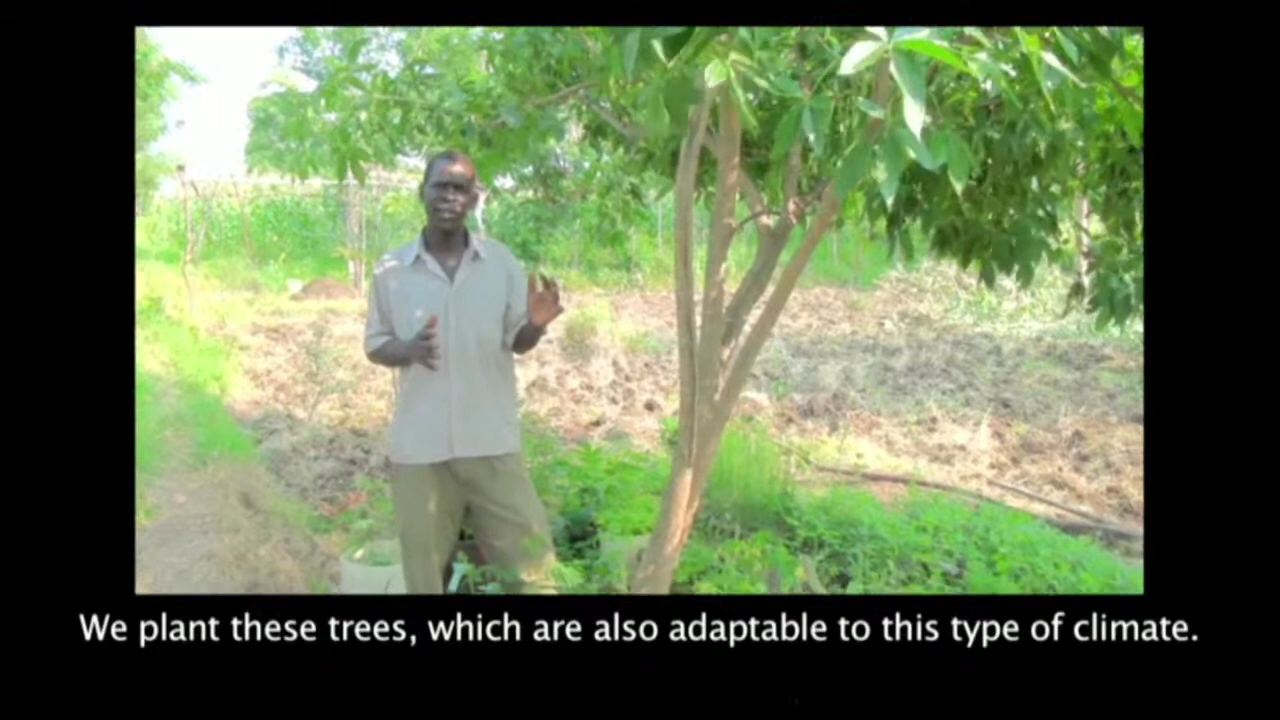 We plant these trees, which are also adaptable to this type of climate.